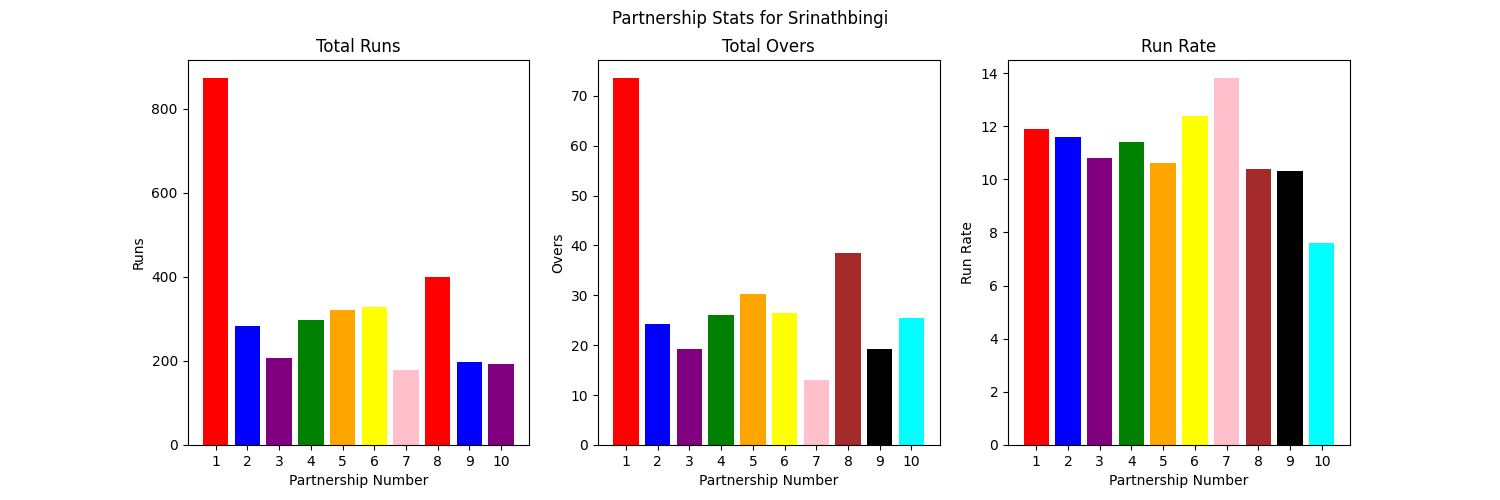 Partnership Stats for Srinathbingi
Total Runs
Runs
800
600
400
200
0
1 2 3 4 5 6 7 8 9 10
Partnership Number
Total Overs
Overs
70
60
50
40
30
20
10
0
1 2 3 4 5 6 7 8 9 10
Partnership Number
Run Rate
Run Rate
14
12
10
8
6
4
2
0
1 2 3 4 5 6 7 8 9 10
Partnership Number